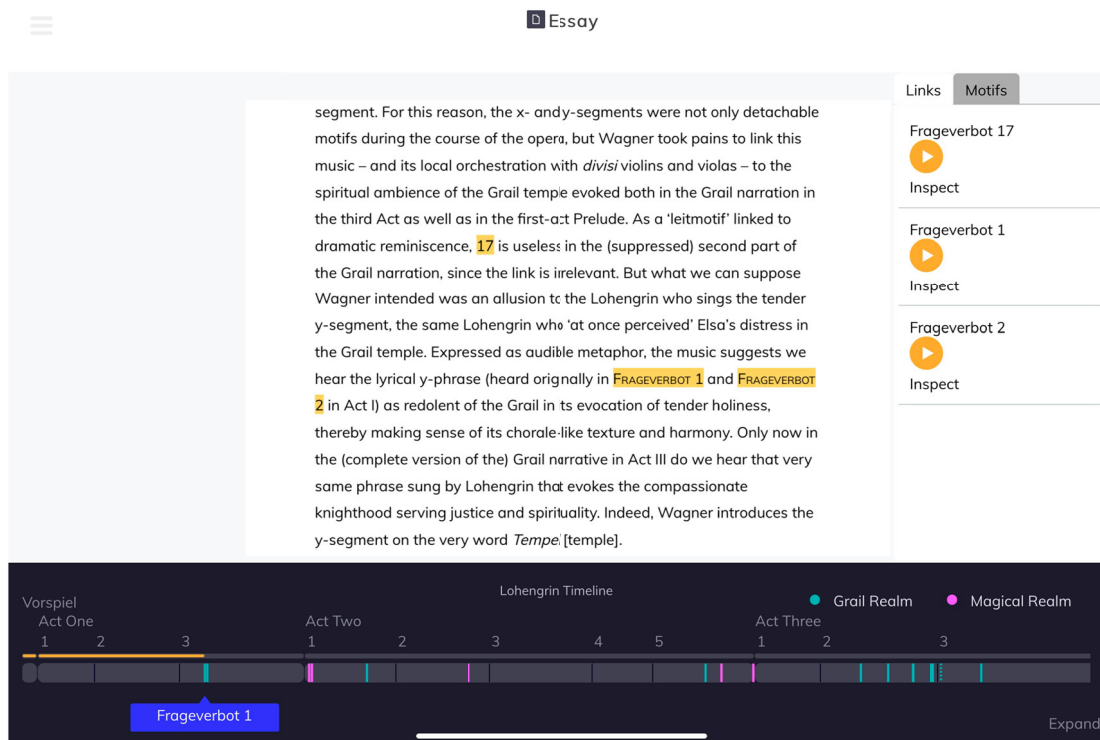 Essay
segment. For this reason, the x- and y-segments were not only detachable
motifs during the course of the opera, but Wagner took pains to link this
music – and its local orchestration with divisi violins and violas – to the
spiritual ambience of the Grail temple evoked both in the Grail narration in
the third Act as well as in the first-act Prelude. As a ‘leitmotif’ linked to
dramatic reminiscence, 17 is useless in the (suppressed) second part of
the Grail narration, since the link is irrelevant. But what we can suppose
Wagner intended was an allusion to the Lohengrin who sings the tender
y-segment, the same Lohengrin who ‘at once perceived’ Elsa’s distress in
the Grail temple. Expressed as audible metaphor, the music suggests we
hear the lyrical y-phrase (heard orignally in FRAGEVERBOT 1 and FRAGEVERBOT
2 in Act I) as redolent of the Grail in its evocation of tender holiness,
thereby making sense of its chorale-like texture and harmony. Only now in
the (complete version of the) Grail narrative in Act III do we hear that very
same phrase sung by Lohengrin that evokes the compassionate
knighthood serving justice and spirituality. Indeed, Wagner introduces the
y-segment on the very word Tempel [temple].
Links Motifs
Frageverbot 17
Inspect
Frageverbot 1
Inspect
Frageverbot 2
Inspect
Lohengrin Timeline
Grail Realm Magical Realm
Vorspiel
Act One Act Two Act Three
1 2 3 1 2 3 4 5 1 2 3
Frageverbot 1
Expand